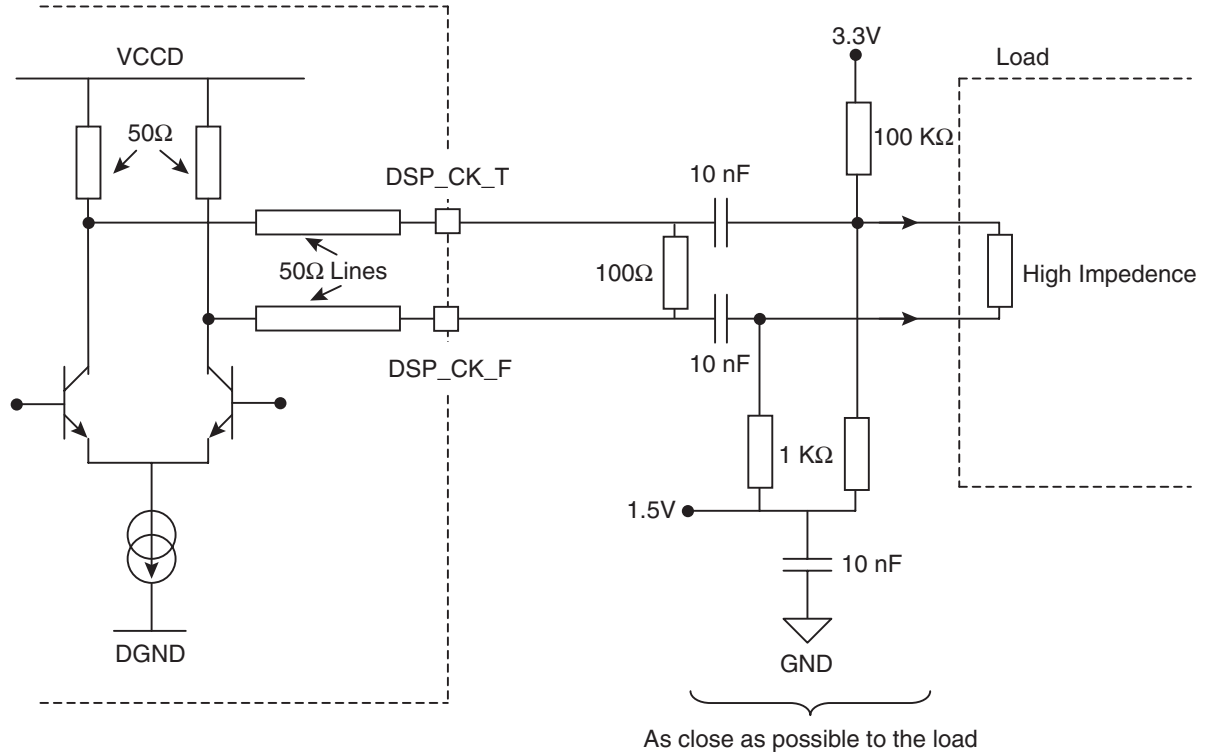 3.3V
VCCD
Load
50Ω
100 KΩ
DSP_CK_T
10 nF
50Ω Lines
100Ω
High Impedence
10 nF
DSP_CK_F
1 KΩ
1.5V
10 nF
DGND
GND
As close as possible to the load